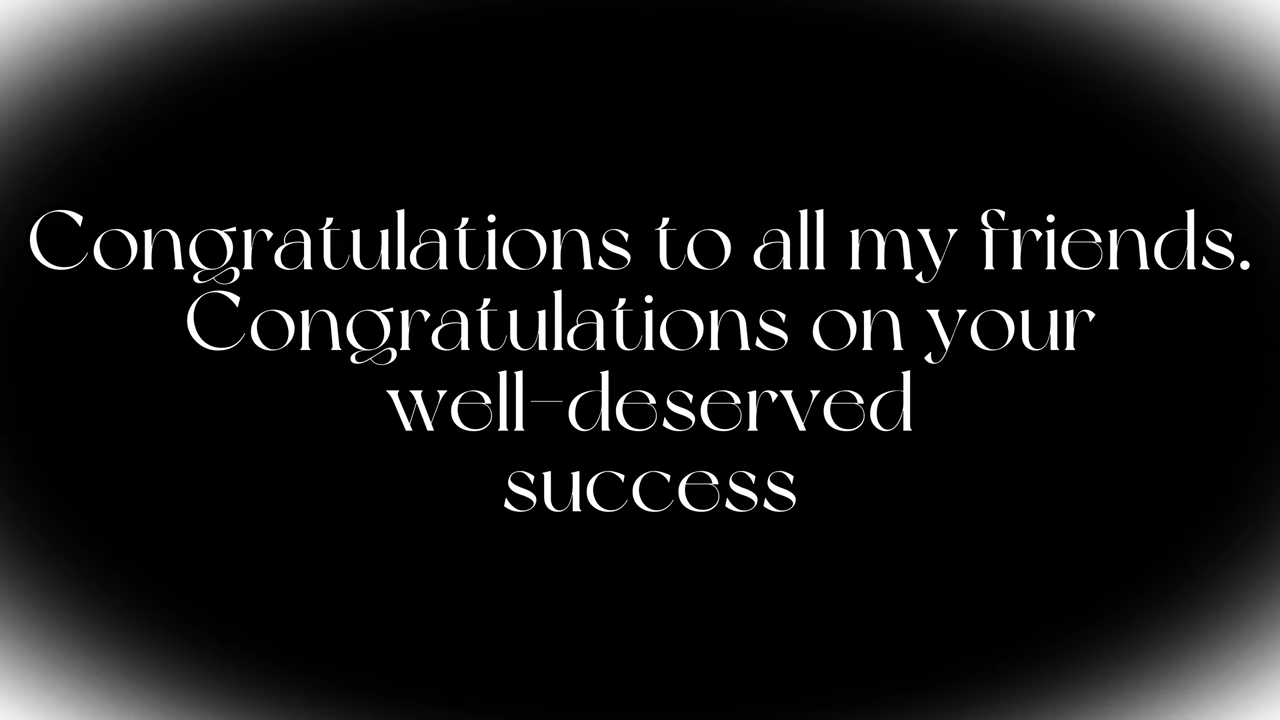 Congratulations to all my friends.
Congratulations on your
well-deserved
success